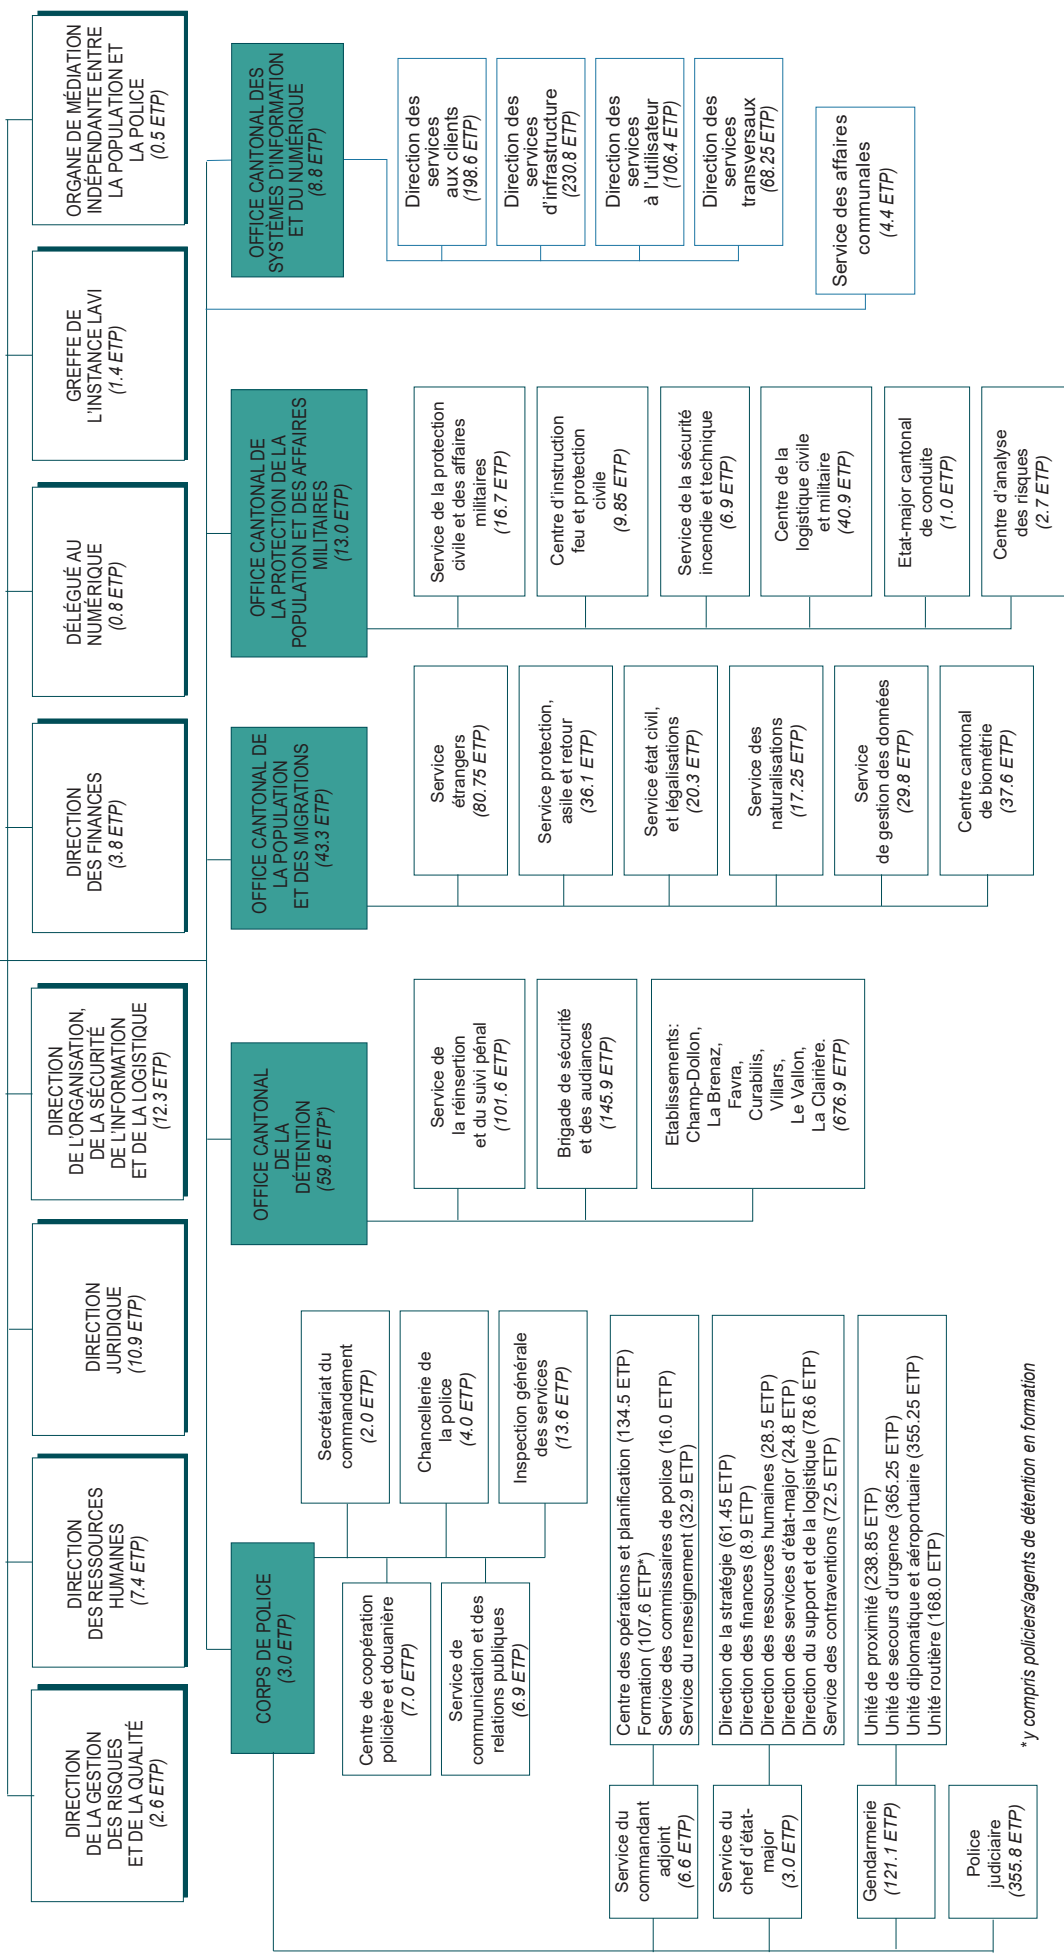 DIRECTION
DE LA GESTION
DES RISQUES
ET DE LA QUALITÉ
(2.6 ETP)
DIRECTION
DES RESSOURCES
HUMAINES
(7.4 ETP)
DIRECTION
JURIDIQUE
(10.9 ETP)
DIRECTION
DE L'ORGANISATION,
DE LA SÉCURITÉ
DE L'INFORMATION
ET DE LA LOGISTIQUE
(12.3 ETP)
DIRECTION
DES FINANCES
(3.8 ETP)
DÉLÉGUÉ AU
NUMÉRIQUE
(0.8 ETP)
GREFFE DE
L'INSTANCE LAVI
(1.4 ETP)
ORGANE DE MÉDIATION
INDÉPENDANTE ENTRE
LA POPULATION ET
LA POLICE
(0.5 ETP)
CORPS DE POLICE
(3.0 ETP)
Secrétariat du
commandement
(2.0 ETP)
Centre de coopération
policière et douanière
(7.0 ETP)
Chancellerie de
la police
(4.0 ETP)
Service de
communication et des
relations publiques
(6.9 ETP)
Inspection générale
des services
(13.6 ETP)
Service du
commandant
adjoint
(6.6 ETP)
Centre des opérations et planification (134.5 ETP)
Formation (107.6 ETP*)
Service des commissaires de police (16.0 ETP)
Service du renseignement (32.9 ETP)
Service du
chef d'état-
major
(3.0 ETP)
Direction de la stratégie (61.45 ETP)
Direction des finances (8.9 ETP)
Direction des ressources humaines (28.5 ETP)
Direction des services d'état-major (24.8 ETP)
Direction du support et de la logistique (78.6 ETP)
Service des contraventions (72.5 ETP)
Gendarmerie
(121.1 ETP)
Unité de proximité (238.85 ETP)
Unité de secours d'urgence (365.25 ETP)
Unité diplomatique et aéroportuaire (355.25 ETP)
Unité routière (168.0 ETP)
Police
judiciaire
(355.8 ETP)
OFFICE CANTONAL
DE LA
DÉTENTION
(59.8 ETP*)
Service de
la réinsertion
et du suivi pénal
(101.6 ETP)
Brigade de sécurité
et des audiances
(145.9 ETP)
Etablissements:
Champ-Dollon,
La Brenaz,
Favra,
Curabilis,
Villars,
Le Vallon,
La Clairière.
(676.9 ETP)
OFFICE CANTONAL DE
LA POPULATION
ET DES MIGRATIONS
(43.3 ETP)
Service
étrangers
(80.75 ETP)
Service protection,
asile et retour
(36.1 ETP)
Service état civil,
et légalisations
(20.3 ETP)
Service des
naturalisations
(17.25 ETP)
Service
de gestion des données
(29.8 ETP)
Centre cantonal
de biométrie
(37.6 ETP)
OFFICE CANTONAL DE
LA PROTECTION DE LA
POPULATION ET DES AFFAIRES
MILITAIRES
(13.0 ETP)
Service de la protection
civile et des affaires
militaires
(16.7 ETP)
Centre d'instruction
feu et protection
civile
(9.85 ETP)
Service de la sécurité
incendie et technique
(6.9 ETP)
Centre de la
logistique civile
et militaire
(40.9 ETP)
Etat-major cantonal
de conduite
(1.0 ETP)
Centre d'analyse
des risques
(2.7 ETP)
OFFICE CANTONAL DES
SYSTÈMES D'INFORMATION
ET DU NUMÉRIQUE
(8.8 ETP)
Direction des
services
aux clients
(198.6 ETP)
Direction des
services
d'infrastructure
(230.8 ETP)
Direction des
services
à l'utilisateur
(106.4 ETP)
Direction des
services
transversaux
(68.25 ETP)
Service des affaires
communales
(4.4 ETP)
* y compris policiers/agents de détention en formation